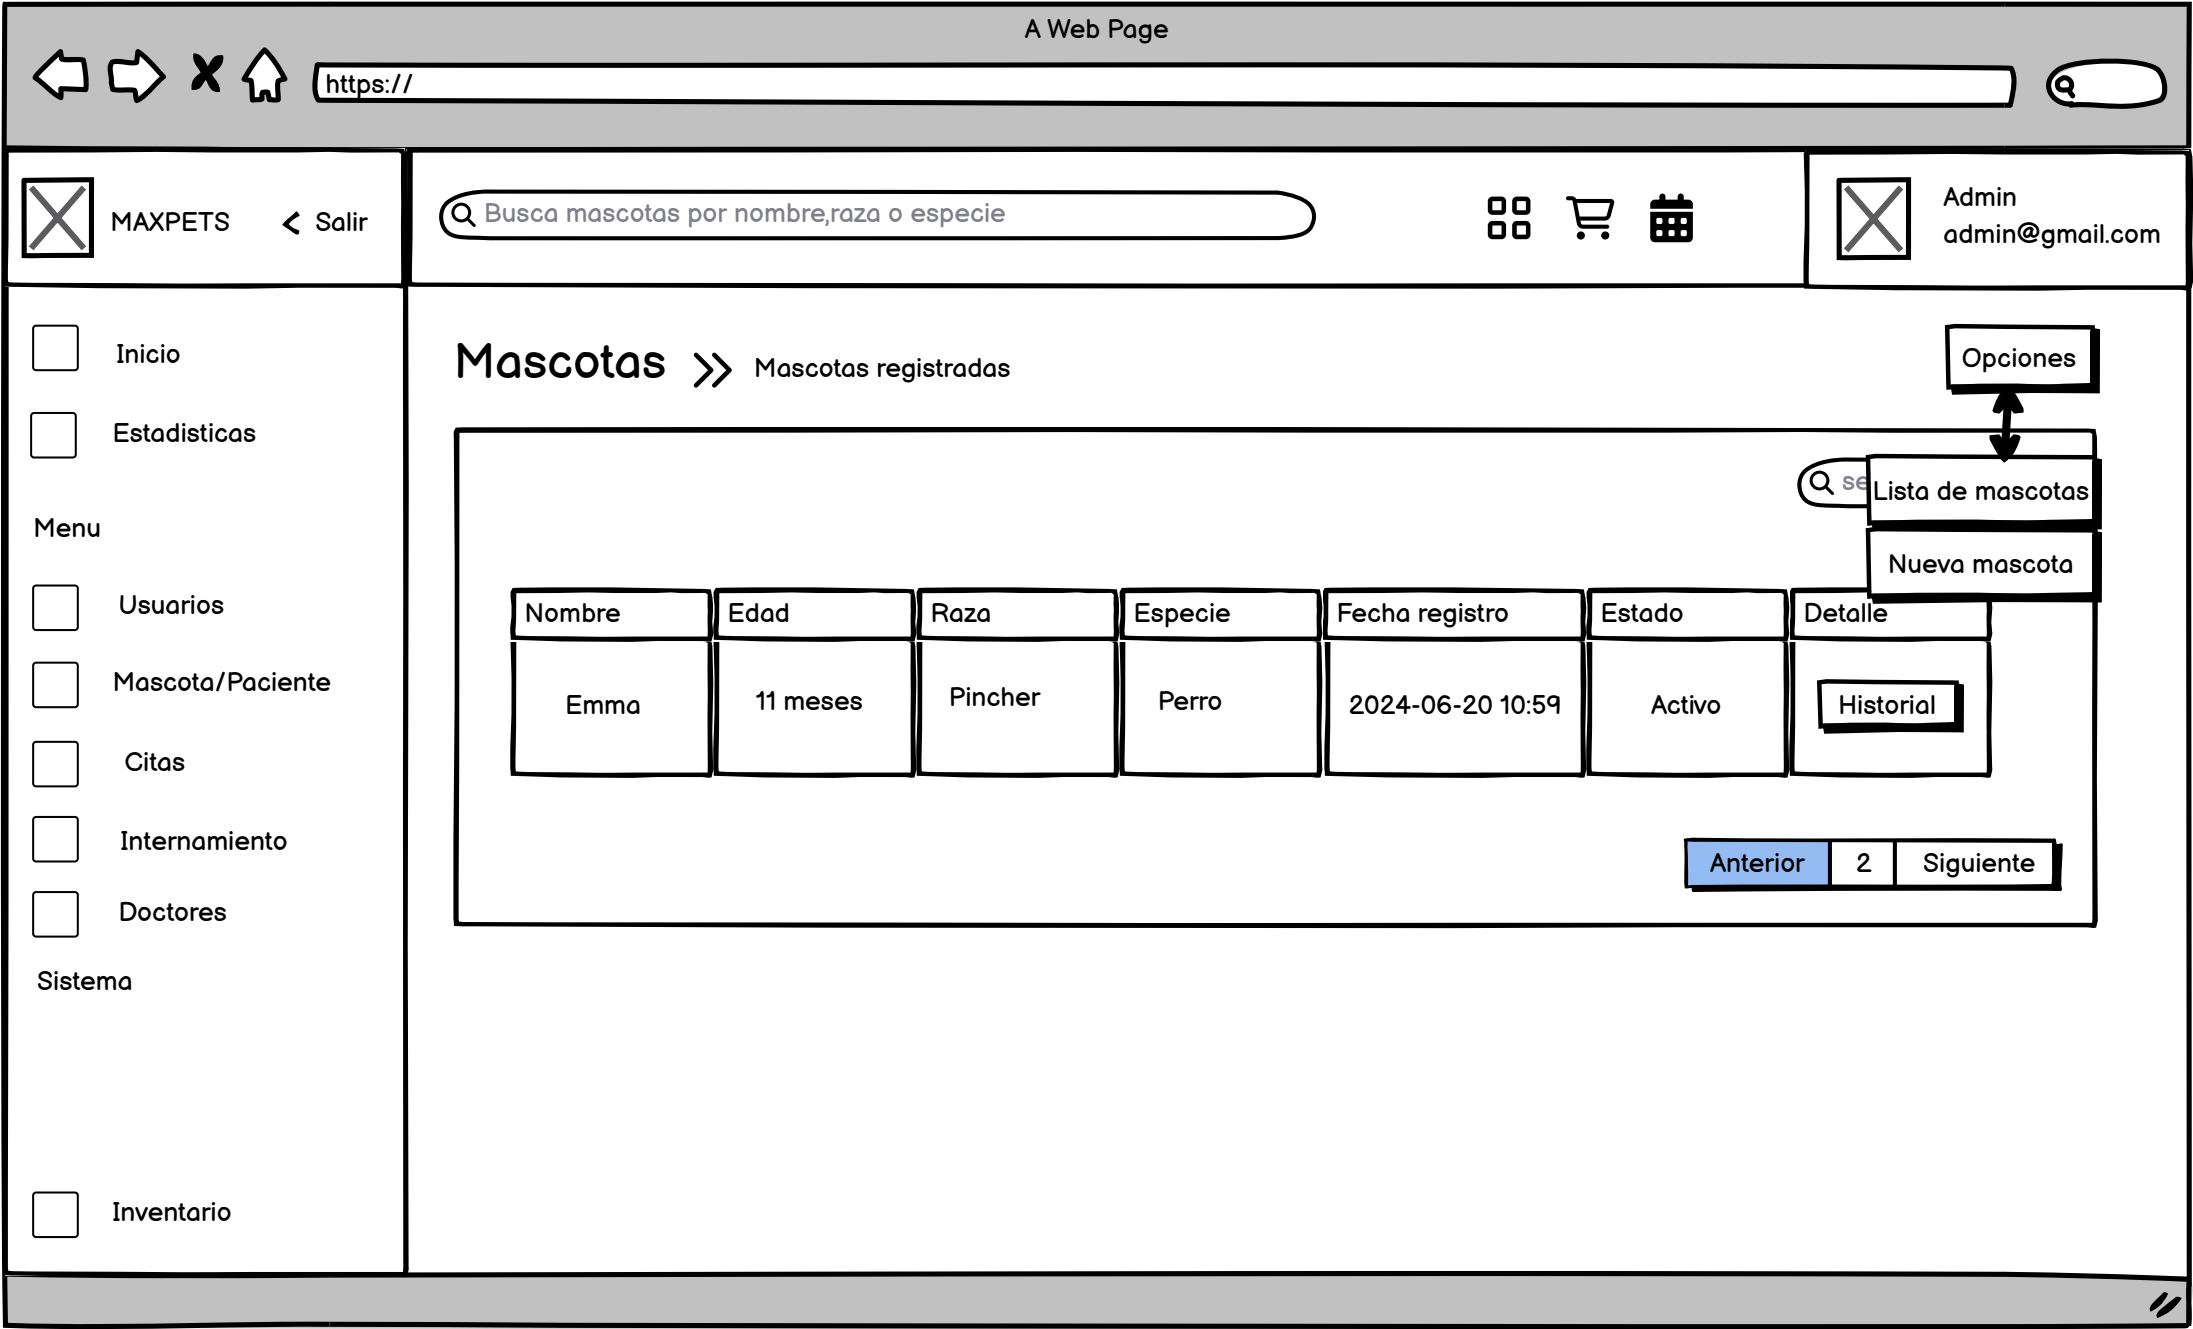 A Web Page
https://
MAXPETS
Salir
Busca mascotas por nombre,raza o especie
Admin
admin@gmail.com
Inicio
Estadisticas
Menu
Usuarios
Mascota/Paciente
Citas
Internamiento
Doctores
Sistema
Inventario
Mascotas
Mascotas registradas
Opciones
se
Lista de mascotas
Nueva mascota
Nombre Edad Raza Especie Fecha registro Estado Detalle
Emma 11 meses Pincher Perro 2024-06-20 10:59 Activo Historial
Anterior 2 Siguiente